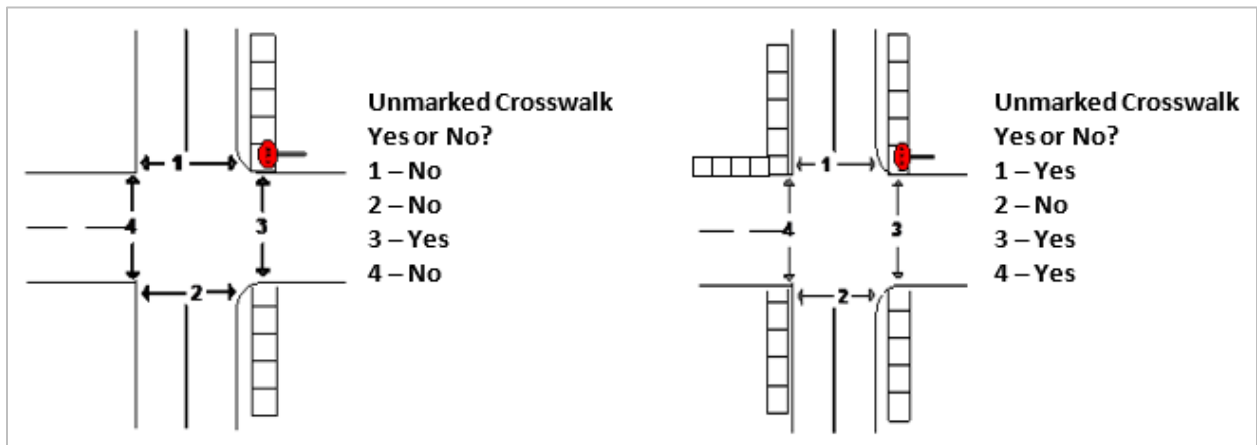 Unmarked Crosswalk
Yes or No?
1 – No
2 – No
3 – Yes
4 – No
1
2
3
4
Unmarked Crosswalk
Yes or No?
1 – Yes
2 – No
3 – Yes
4 – Yes
1
2
3
4